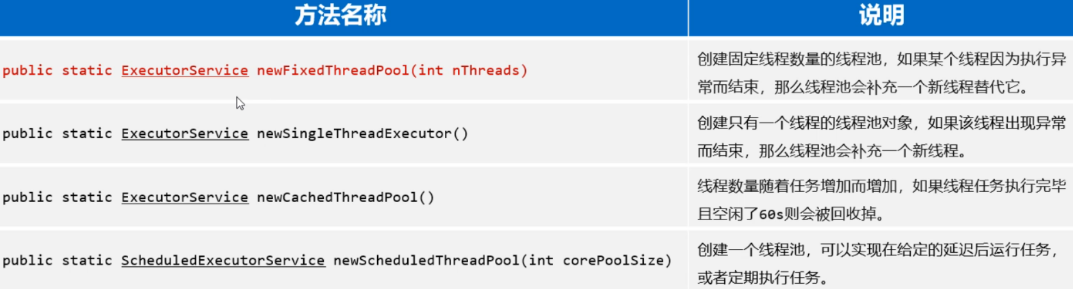 方法名称 说明
public static ExecutorService newFixedThreadPool(int nThreads) 创建固定线程数量的线程池，如果某个线程因为执行异
常而结束，那么线程池会补充一个新线程替代它。
public static ExecutorService newSingleThreadExecutor() 创建只有一个线程的线程池对象，如果该线程出现异常
而结束，那么线程池会补充一个新线程。
public static ExecutorService newCachedThreadPool() 线程数量随着任务增加而增加，如果线程任务执行完毕
且空闲了60s则会被回收掉。
public static ScheduledExecutorService newScheduledThreadPool(int corePoolSize) 创建一个线程池，可以实现在给定的延迟后运行任务，
或者定期执行任务。